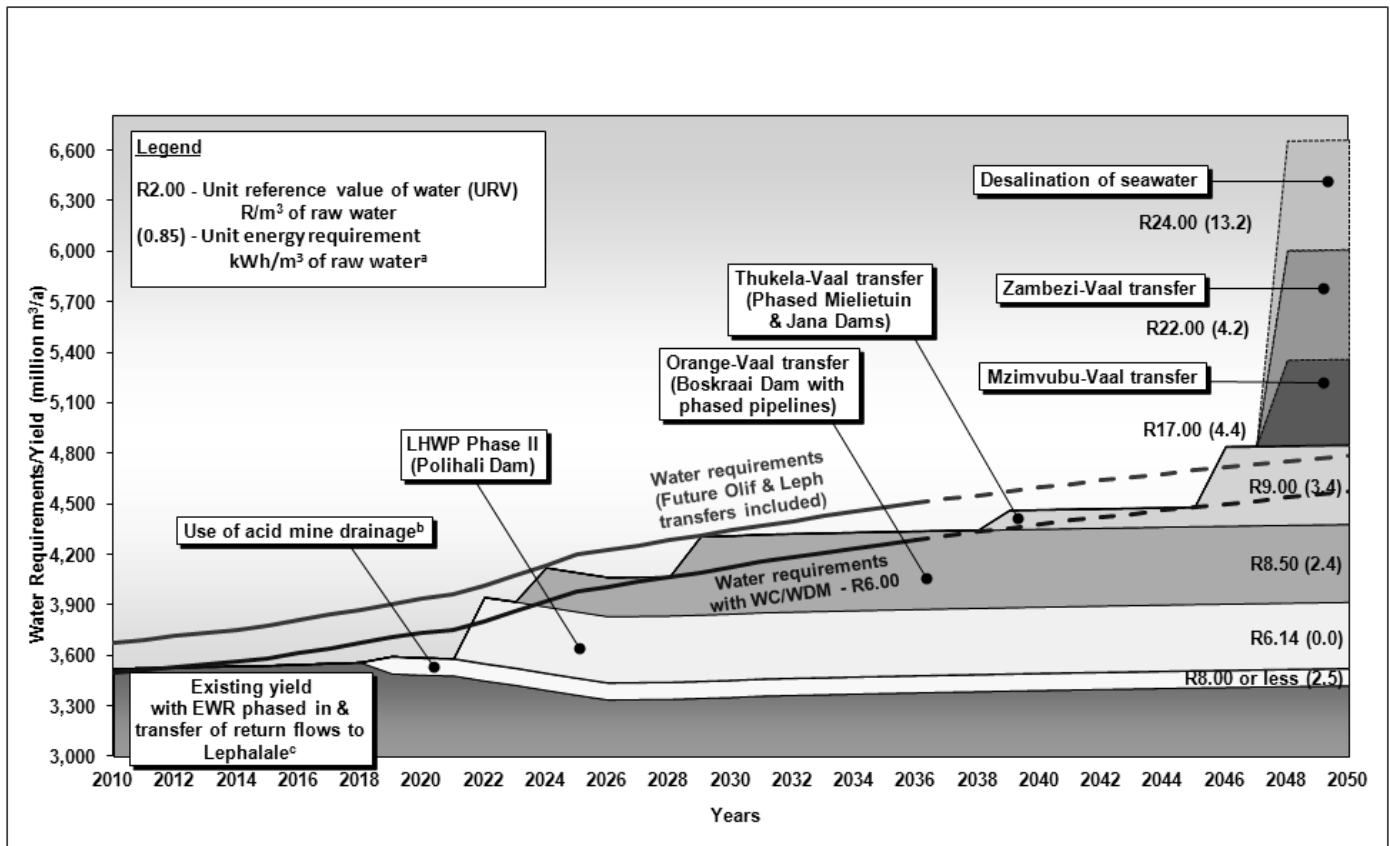 Legend
R2.00 - Unit reference value of water (URV)
R/m³ of raw water
(0.85) - Unit energy requirement
kWh/m³ of raw waterᵃ
Water Requirements/Yield (million m³/a)
6,600
6,300
6,000
5,700
5,400
5,100
4,800
4,500
4,200
3,900
3,600
3,300
3,000
Desalination of seawater
R24.00 (13.2)
Thukela-Vaal transfer
(Phased Mielietuin
& Jana Dams)
Zambezi-Vaal transfer
R22.00 (4.2)
Orange-Vaal transfer
(Boskraai Dam with
phased pipelines)
Mzimvubu-Vaal transfer
R17.00 (4.4)
LHWP Phase II
(Polihali Dam)
Water requirements
(Future Olif & Leph
transfers included)
R9.00 (3.4)
Use of acid mine drainageᵇ
R8.50 (2.4)
Water requirements
with WC/WDM - R6.00
R6.14 (0.0)
R8.00 or less (2.5)
Existing yield
with EWR phased in &
transfer of return flows to
Lephalaleᶜ
2010 2012 2014 2016 2018 2020 2022 2024 2026 2028 2030 2032 2034 2036 2038 2040 2042 2044 2046 2048 2050
Years